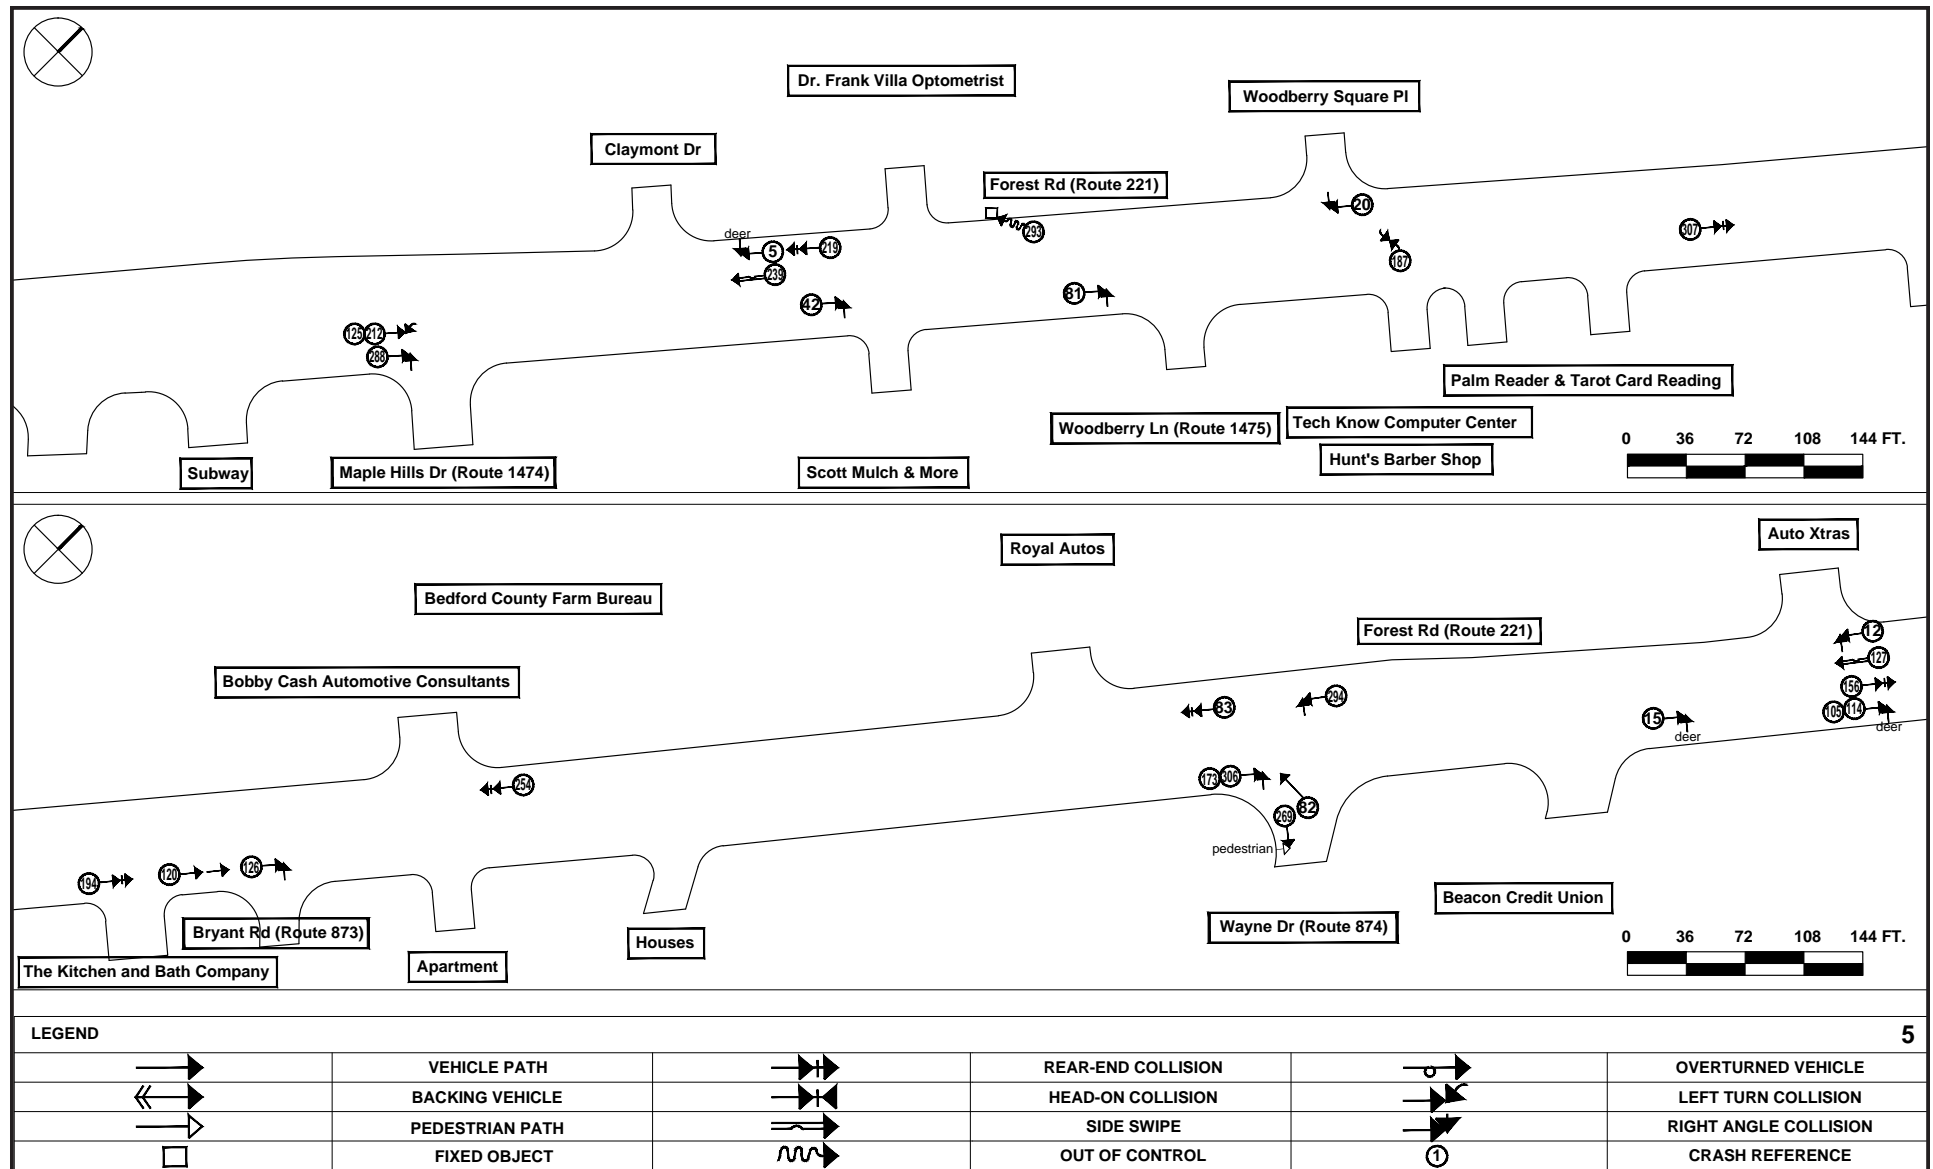 Dr. Frank Villa Optometrist
Woodberry Square Pl
Claymont Dr
Forest Rd (Route 221)
20
307
deer
5
219
293
187
239
42
81
125 212
288
Palm Reader & Tarot Card Reading
Woodberry Ln (Route 1475)
Tech Know Computer Center
0 36 72 108 144 FT.
Subway
Maple Hills Dr (Route 1474)
Scott Mulch & More
Hunt's Barber Shop
Auto Xtras
Royal Autos
Bedford County Farm Bureau
Forest Rd (Route 221)
12
127
Bobby Cash Automotive Consultants
156
83
294
15
105 114
deer
deer
254
173 306
82
269
pedestrian
194
120
126
Beacon Credit Union
Bryant Rd (Route 873)
Houses
Wayne Dr (Route 874)
0 36 72 108 144 FT.
The Kitchen and Bath Company
Apartment
LEGEND
5
VEHICLE PATH
REAR-END COLLISION
OVERTURNED VEHICLE
BACKING VEHICLE
HEAD-ON COLLISION
LEFT TURN COLLISION
PEDESTRIAN PATH
SIDE SWIPE
RIGHT ANGLE COLLISION
FIXED OBJECT
OUT OF CONTROL
1
CRASH REFERENCE